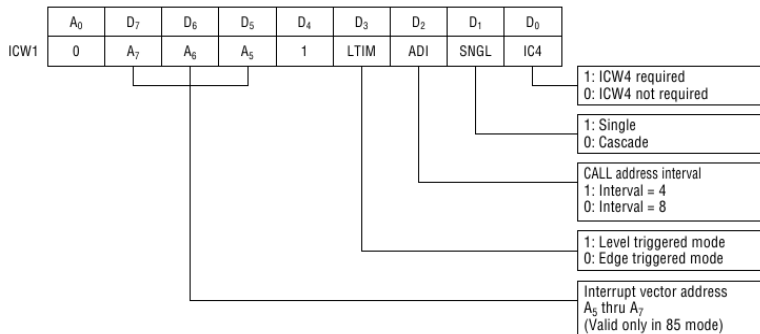 A₀ D₇ D₆ D₅ D₄ D₃ D₂ D₁ D₀
ICW1 0 A₇ A₆ A₅ 1 LTIM ADI SNGL IC4
1: ICW4 required
0: ICW4 not required
1: Single
0: Cascade
CALL address interval
1: Interval = 4
0: Interval = 8
1: Level triggered mode
0: Edge triggered mode
Interrupt vector address
A₅ thru A₇
(Valid only in 85 mode)